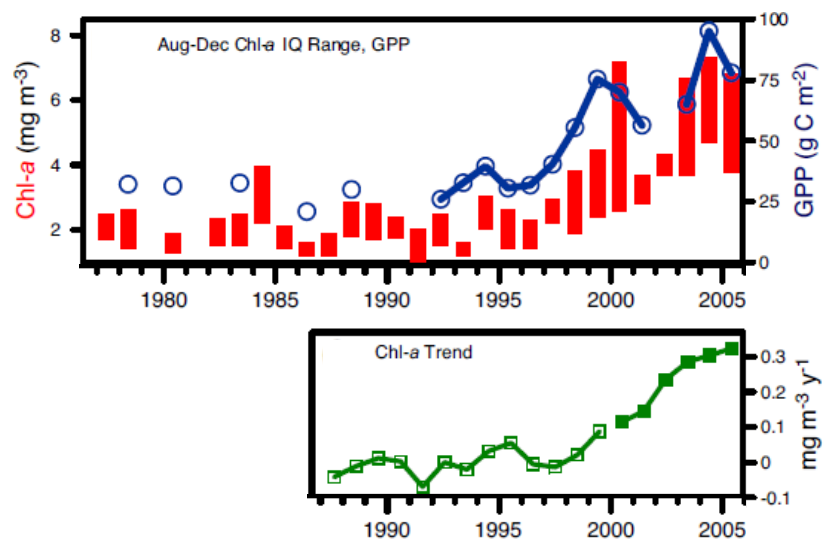 Aug-Dec Chl-a IQ Range, GPP
Chl-a (mg m-3)
8
6
4
2
100
75
50
25
0
GPP (g C m-2)
1980 1985 1990 1995 2000 2005
Chl-a Trend
0.3
0.2
0.1
0
-0.1
mg m-3 y-1
1990 1995 2000 2005